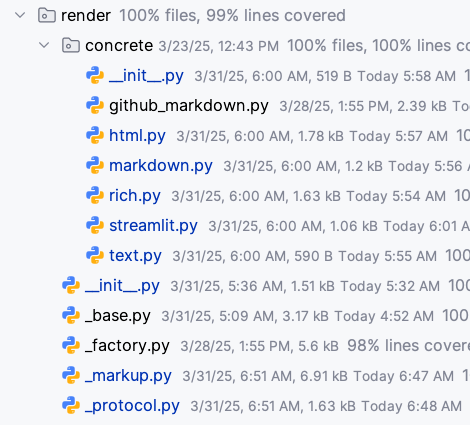 render 100% files, 99% lines covered
concrete 3/23/25, 12:43 PM 100% files, 100% lines co
__init__.py 3/31/25, 6:00 AM, 519 B Today 5:58 AM 1
github_markdown.py 3/28/25, 1:55 PM, 2.39 kB To
html.py 3/31/25, 6:00 AM, 1.78 kB Today 5:57 AM 10
markdown.py 3/31/25, 6:00 AM, 1.2 kB Today 5:56 A
rich.py 3/31/25, 6:00 AM, 1.63 kB Today 5:54 AM 10
streamlit.py 3/31/25, 6:00 AM, 1.06 kB Today 6:01 A
text.py 3/31/25, 6:00 AM, 590 B Today 5:55 AM 100
__init__.py 3/31/25, 5:36 AM, 1.51 kB Today 5:32 AM 100
_base.py 3/31/25, 5:09 AM, 3.17 kB Today 4:52 AM 100
_factory.py 3/28/25, 1:55 PM, 5.6 kB 98% lines covere
_markup.py 3/31/25, 6:51 AM, 6.91 kB Today 6:47 AM 1
_protocol.py 3/31/25, 6:51 AM, 1.63 kB Today 6:48 AM